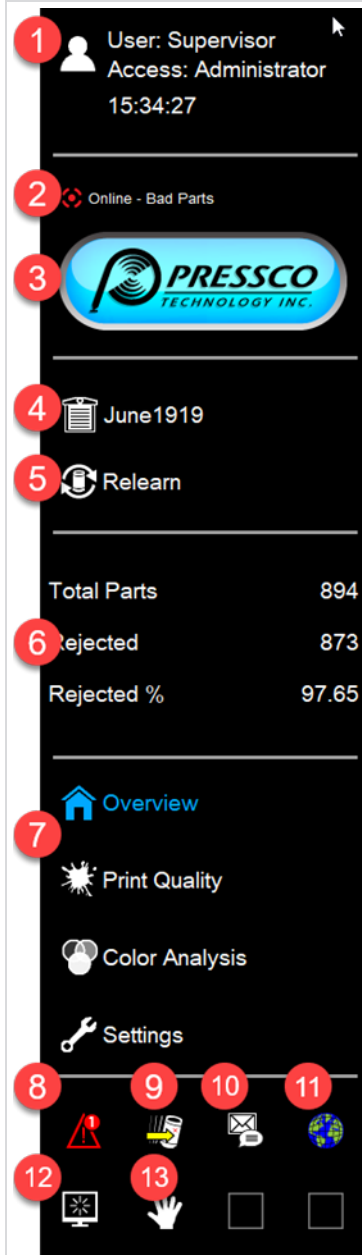 1
User: Supervisor
Access: Administrator
15:34:27
2
Online - Bad Parts
3
PRESSCO
TECHNOLOGY INC.
4
June1919
5
Relearn
Total Parts 894
6
Rejected 873
Rejected % 97.65
Overview
7
Print Quality
Color Analysis
Settings
8 9 10 11
1
12 13